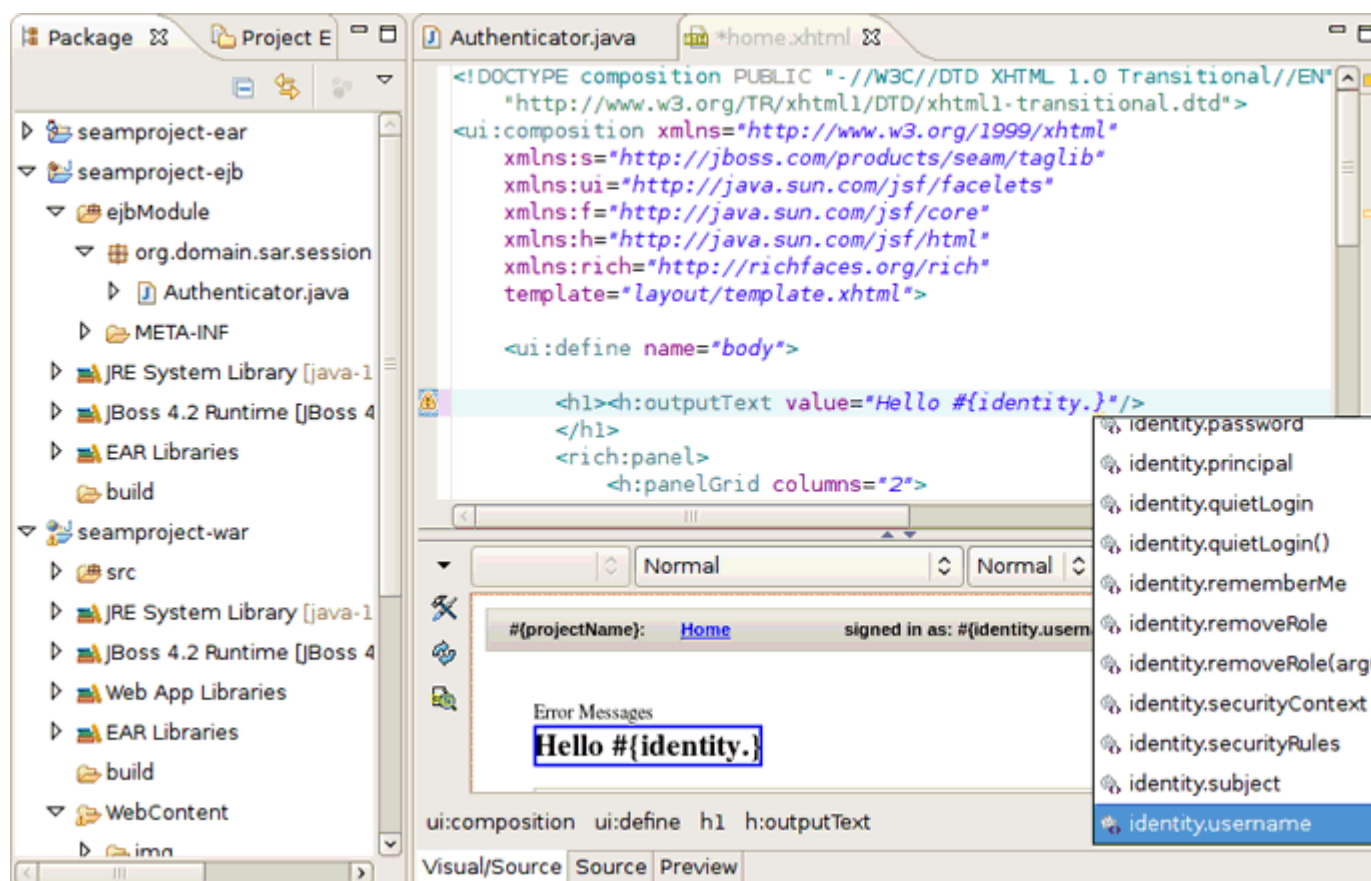 Package
Project E
seamproject-ear
seamproject-ejb
ejbModule
org.domain.sar.session
Authenticator.java
META-INF
JRE System Library [java-1
JBoss 4.2 Runtime [JBoss 4
EAR Libraries
build
seamproject-war
src
JRE System Library [java-1
JBoss 4.2 Runtime [JBoss 4
Web App Libraries
EAR Libraries
build
WebContent
img
Authenticator.java
*home.xhtml
<!DOCTYPE composition PUBLIC "-//W3C//DTD XHTML 1.0 Transitional//EN"
"http://www.w3.org/TR/xhtml1/DTD/xhtml1-transitional.dtd">
<ui:composition xmlns="http://www.w3.org/1999/xhtml"
xmlns:s="http://jboss.com/products/seam/taglib"
xmlns:ui="http://java.sun.com/jsf/facelets"
xmlns:f="http://java.sun.com/jsf/core"
xmlns:h="http://java.sun.com/jsf/html"
xmlns:rich="http://richfaces.org/rich"
template="layout/template.xhtml">
<ui:define name="body">
<h1><h:outputText value="Hello #{identity.}"/>
</h1>
<rich:panel>
<h:panelGrid columns="2">
identity.password
identity.principal
identity.quietLogin
identity.quietLogin()
identity.rememberMe
identity.removeRole
identity.removeRole(arg
identity.securityContext
identity.securityRules
identity.subject
identity.username
Normal
Normal
#{projectName}: Home signed in as: #{identity.userna
Error Messages
Hello #{identity.}
ui:composition ui:define h1 h:outputText
Visual/Source Source Preview